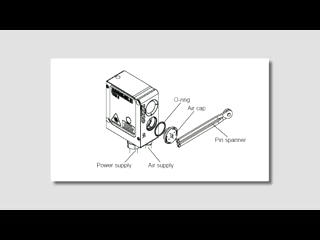 O-ring
Air cap
Pin spanner
Power supply
Air supply